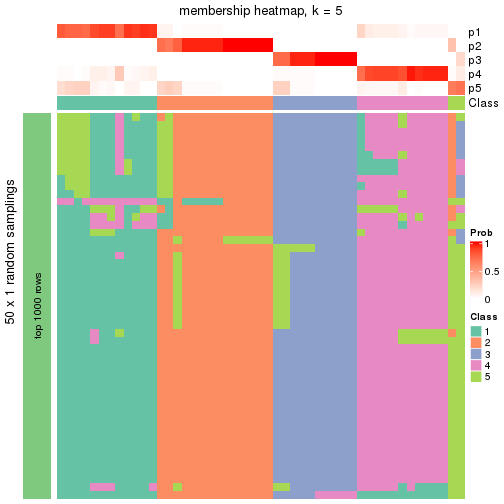 membership heatmap, k = 5
p1
p2
p3
p4
p5
Class
50 x 1 random samplings
top 1000 rows
Prob
1
0.5
0
Class
1
2
3
4
5